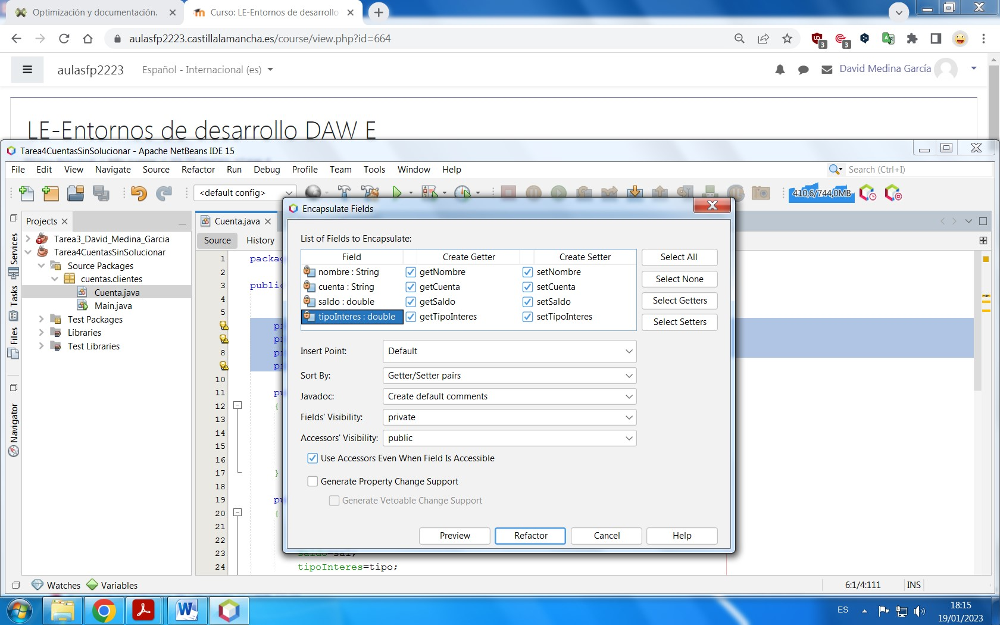 Optimización y documentación.
Curso: LE-Entornos de desarrollo
aulasfp2223.castillalamancha.es/course/view.php?id=664
3
3
aulasfp2223
Español - Internacional (es)
David Medina García
LE-Entornos de desarrollo DAW E
Tarea4CuentasSinSolucionar - Apache NetBeans IDE 15
File Edit View Navigate Source Refactor Run Debug Profile Team Tools Window Help
Search (Ctrl+I)
<default config>
410,6/744,0MB
Services
Tasks
Files
Navigator
Projects
Tarea3_David_Medina_Garcia
Tarea4CuentasSinSolucionar
Source Packages
cuentas.clientes
Cuenta.java
Main.java
Test Packages
Libraries
Test Libraries
Cuenta.java
Source History
1 packag
2
3 public
4
5
8
10
11 pu
12 {
13
14
15
16
17 }
18
19 pu
20 {
21
22
23 saldo=sal;
24 tipoInteres=tipo;
Encapsulate Fields
List of Fields to Encapsulate:
Field Create Getter Create Setter
nombre : String getNombre setNombre
cuenta : String getCuenta setCuenta
saldo : double getSaldo setSaldo
tipoInteres : double getTipoInteres setTipoInteres
Select All
Select None
Select Getters
Select Setters
Insert Point: Default
Sort By: Getter/Setter pairs
Javadoc: Create default comments
Fields' Visibility: private
Accessors' Visibility: public
Use Accessors Even When Field Is Accessible
Generate Property Change Support
Generate Vetoable Change Support
Preview Refactor Cancel Help
Watches Variables
6:1/4:111 INS
ES
18:15
19/01/2023